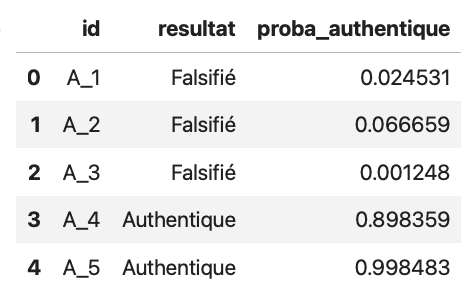 id resultat proba_authentique
0 A_1 Falsifié 0.024531
1 A_2 Falsifié 0.066659
2 A_3 Falsifié 0.001248
3 A_4 Authentique 0.898359
4 A_5 Authentique 0.998483